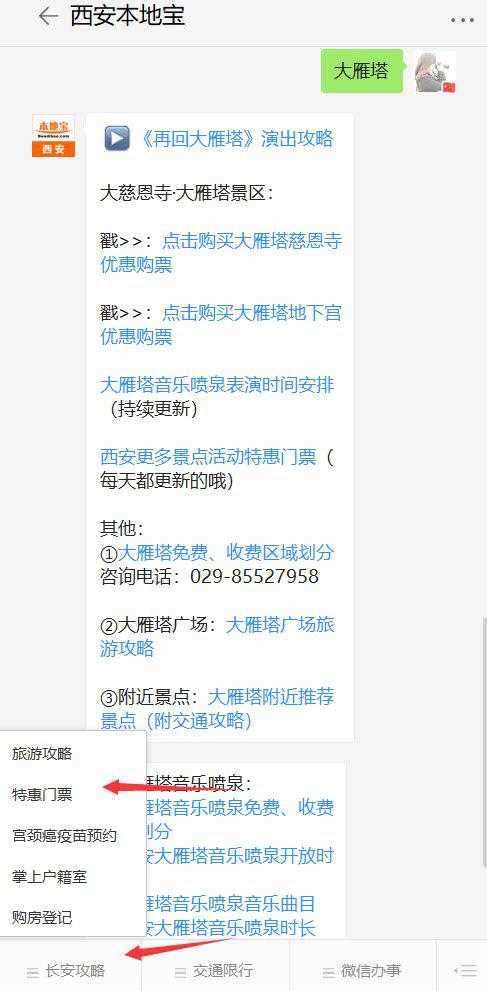 西安本地宝
大雁塔
本地宝
Bendibao.com
西安
《再回大雁塔》演出攻略
大慈恩寺·大雁塔景区：
戳>>：点击购买大雁塔慈恩寺
优惠购票
戳>>：点击购买大雁塔地下宫
优惠购票
大雁塔音乐喷泉表演时间安排
（持续更新）
西安更多景点活动特惠门票（
每天都更新的哦）
其他：
①大雁塔免费、收费区域划分
咨询电话：029-85527958
②大雁塔广场：大雁塔广场旅
游攻略
③附近景点：大雁塔附近推荐
景点（附交通攻略）
雁塔音乐喷泉：
雁塔音乐喷泉免费、收费
划分
安大雁塔音乐喷泉开放时
雁塔音乐喷泉音乐曲目
安大雁塔音乐喷泉时长
旅游攻略
特惠门票
宫颈癌疫苗预约
掌上户籍室
购房登记
长安攻略
交通限行
微信办事